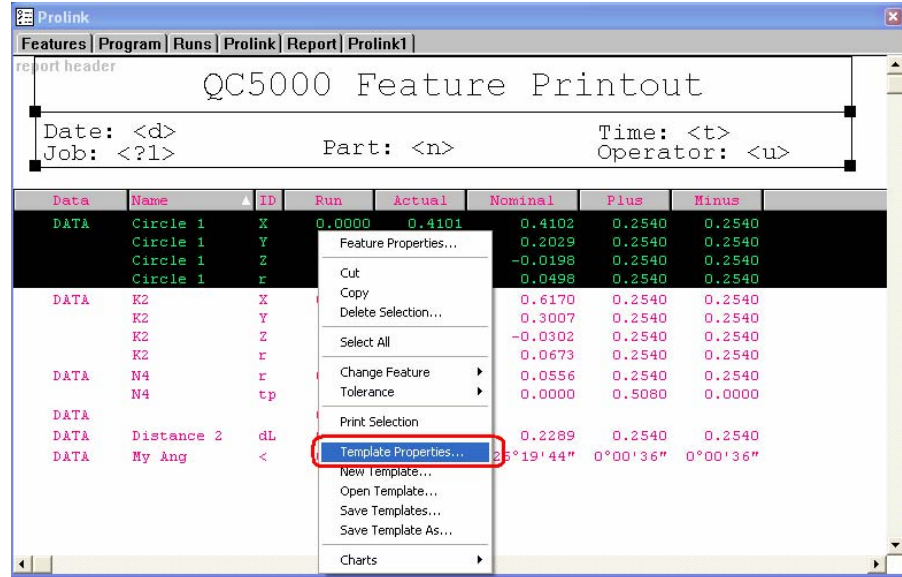 Prolink
Features Program Runs Prolink Report Prolink1
report header
QC5000 Feature Printout
Date: <d> Time: <t>
Job: <?1> Part: <n> Operator: <u>
Data Name ID Run Actual Nominal Plus Minus
DATA Circle 1 X 0.0000 0.4101 0.4102 0.2540 0.2540
Circle 1 Y 0.2029 0.2540 0.2540
Circle 1 Z -0.0198 0.2540 0.2540
Circle 1 r 0.0498 0.2540 0.2540
DATA K2 X 0.6170 0.2540 0.2540
K2 Y 0.3007 0.2540 0.2540
K2 Z -0.0302 0.2540 0.2540
K2 r 0.0673 0.2540 0.2540
DATA N4 r 0.0556 0.2540 0.2540
N4 tp 0.0000 0.5080 0.0000
DATA
DATA Distance 2 dL 0.2289 0.2540 0.2540
DATA My Ang < °19'44" 0°00'36" 0°00'36"
Feature Properties...
Cut
Copy
Delete Selection...
Select All
Change Feature
Tolerance
Print Selection
Template Properties...
New Template...
Open Template...
Save Templates...
Save Template As...
Charts